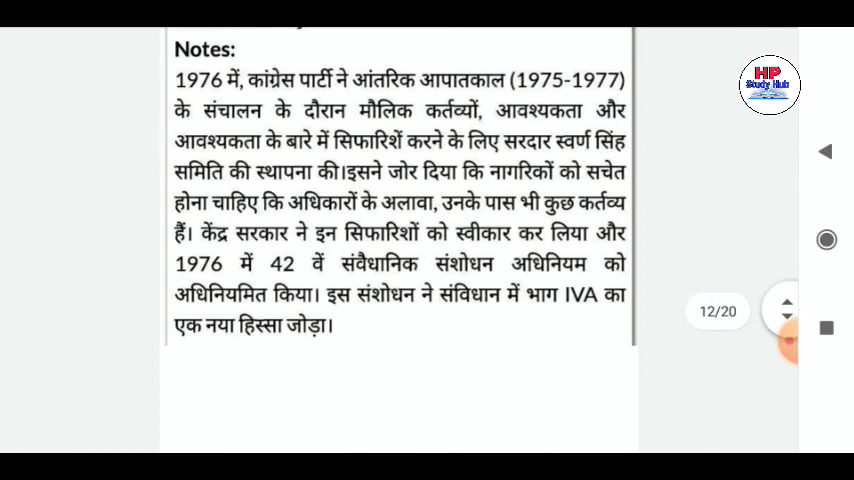 Notes:
1976 में, कांग्रेस पार्टी ने आंतरिक आपातकाल (1975-1977)
के संचालन के दौरान मौलिक कर्तव्यों, आवश्यकता और
आवश्यकता के बारे में सिफारिशें करने के लिए सरदार स्वर्ण सिंह
समिति की स्थापना की।इसने जोर दिया कि नागरिकों को सचेत
होना चाहिए कि अधिकारों के अलावा, उनके पास भी कुछ कर्तव्य
हैं। केंद्र सरकार ने इन सिफारिशों को स्वीकार कर लिया और
1976 में 42 वें संवैधानिक संशोधन अधिनियम को
अधिनियमित किया। इस संशोधन ने संविधान में भाग IVA का
एक नया हिस्सा जोड़ा।
HP
Study Hub
12/20